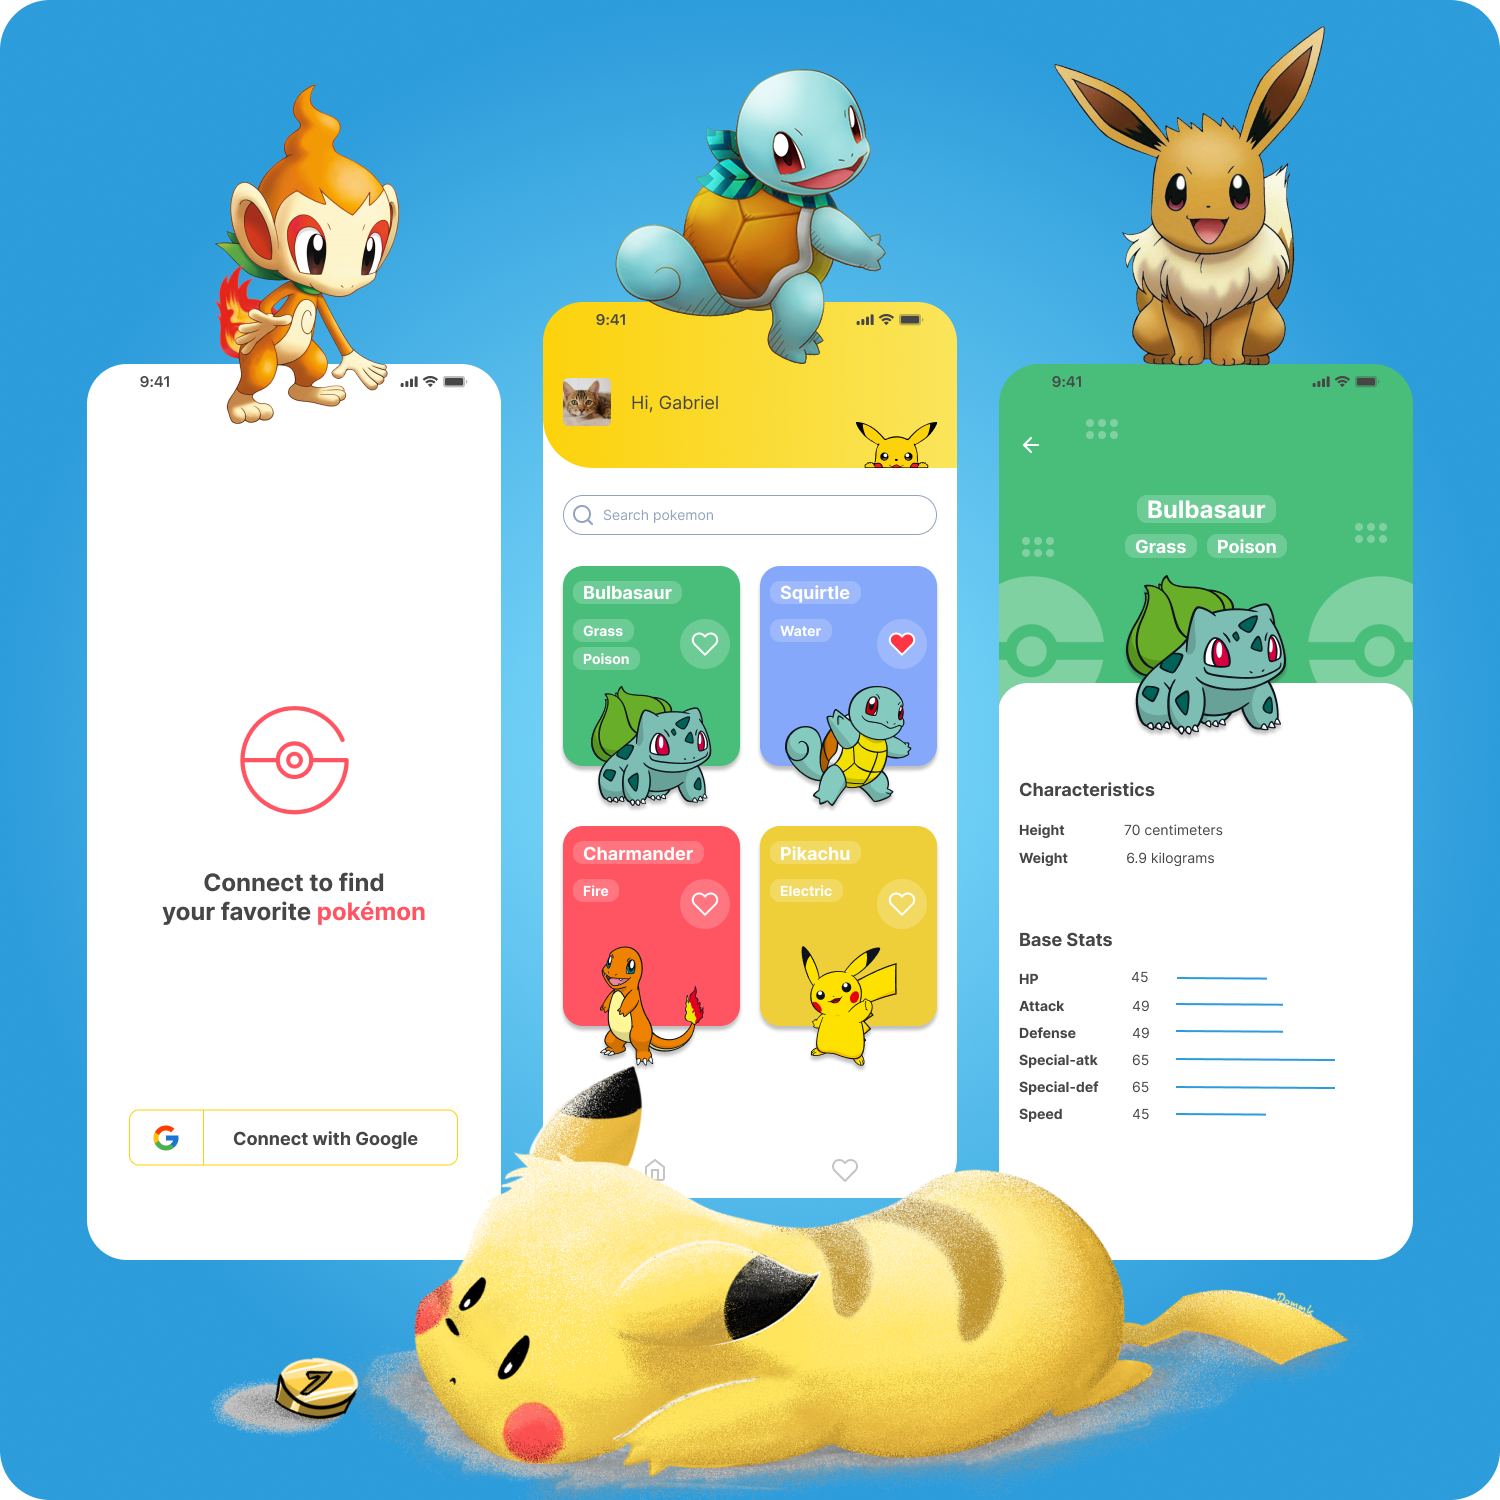 9:41
Connect to find
your favorite pokémon
Connect with Google
9:41
Hi, Gabriel
Search pokemon
Bulbasaur
Grass
Poison
Squirtle
Water
Charmander
Fire
Pikachu
Electric
9:41
Bulbasaur
Grass Poison
Characteristics
Height 70 centimeters
Weight 6.9 kilograms
Base Stats
HP 45
Attack 49
Defense 49
Special-atk 65
Special-def 65
Speed 45
7